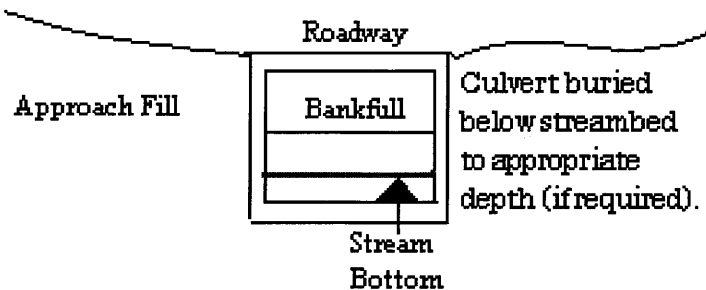 Roadway
Approach Fill
Bankfull
Culvert buried
below streambed
to appropriate
depth (if required).
Stream
Bottom